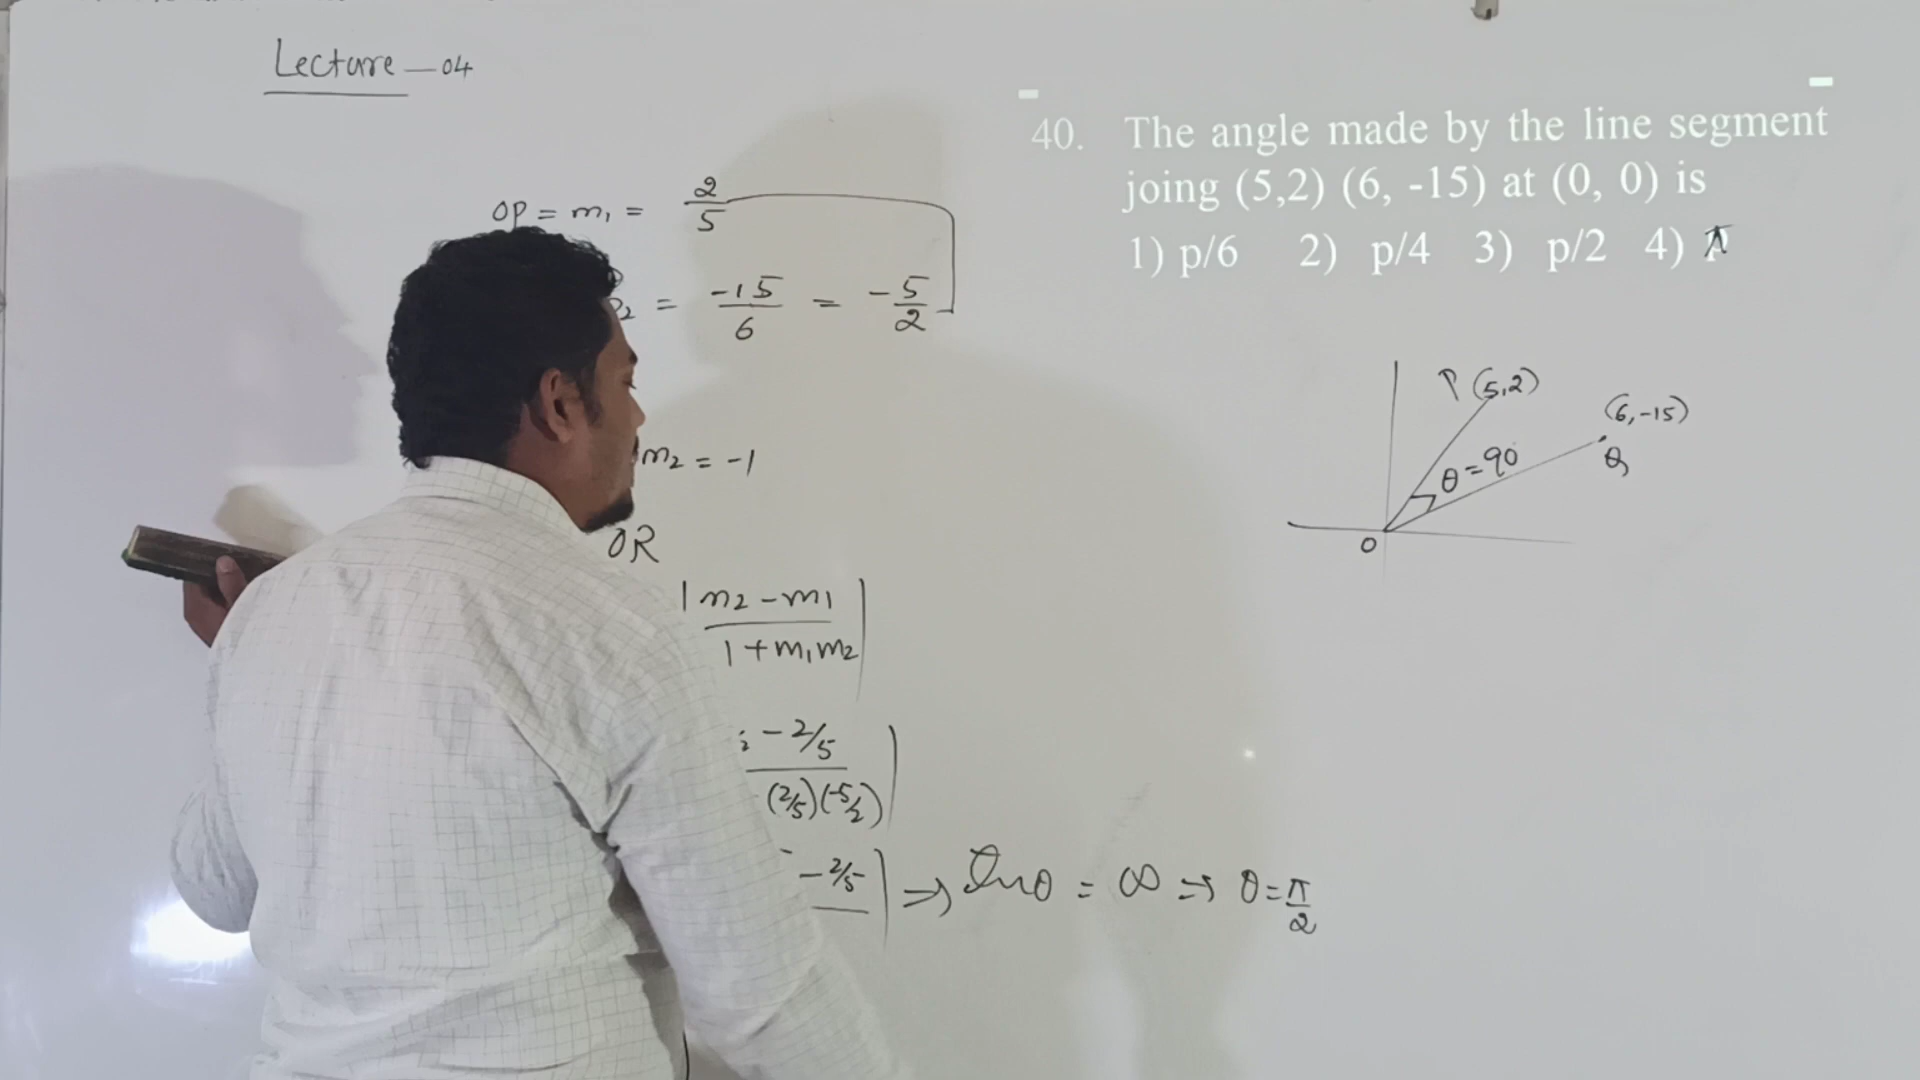 Lecture - 04
OP = m₁ = 2/5
₂ = -15/6 = -5/2
m₂ = -1
OR
| m₂ - m₁ / 1 + m₁m₂ |
- 2/5 / (2/5)(-5/2) |
- 2/5 | ⇒ Tanθ = ∞ ⇒ θ = π/2
40. The angle made by the line segment
joing (5,2) (6, -15) at (0, 0) is
1) p/6 2) p/4 3) p/2 4) π
P (5,2)
(6,-15)
Q
θ = 90
O